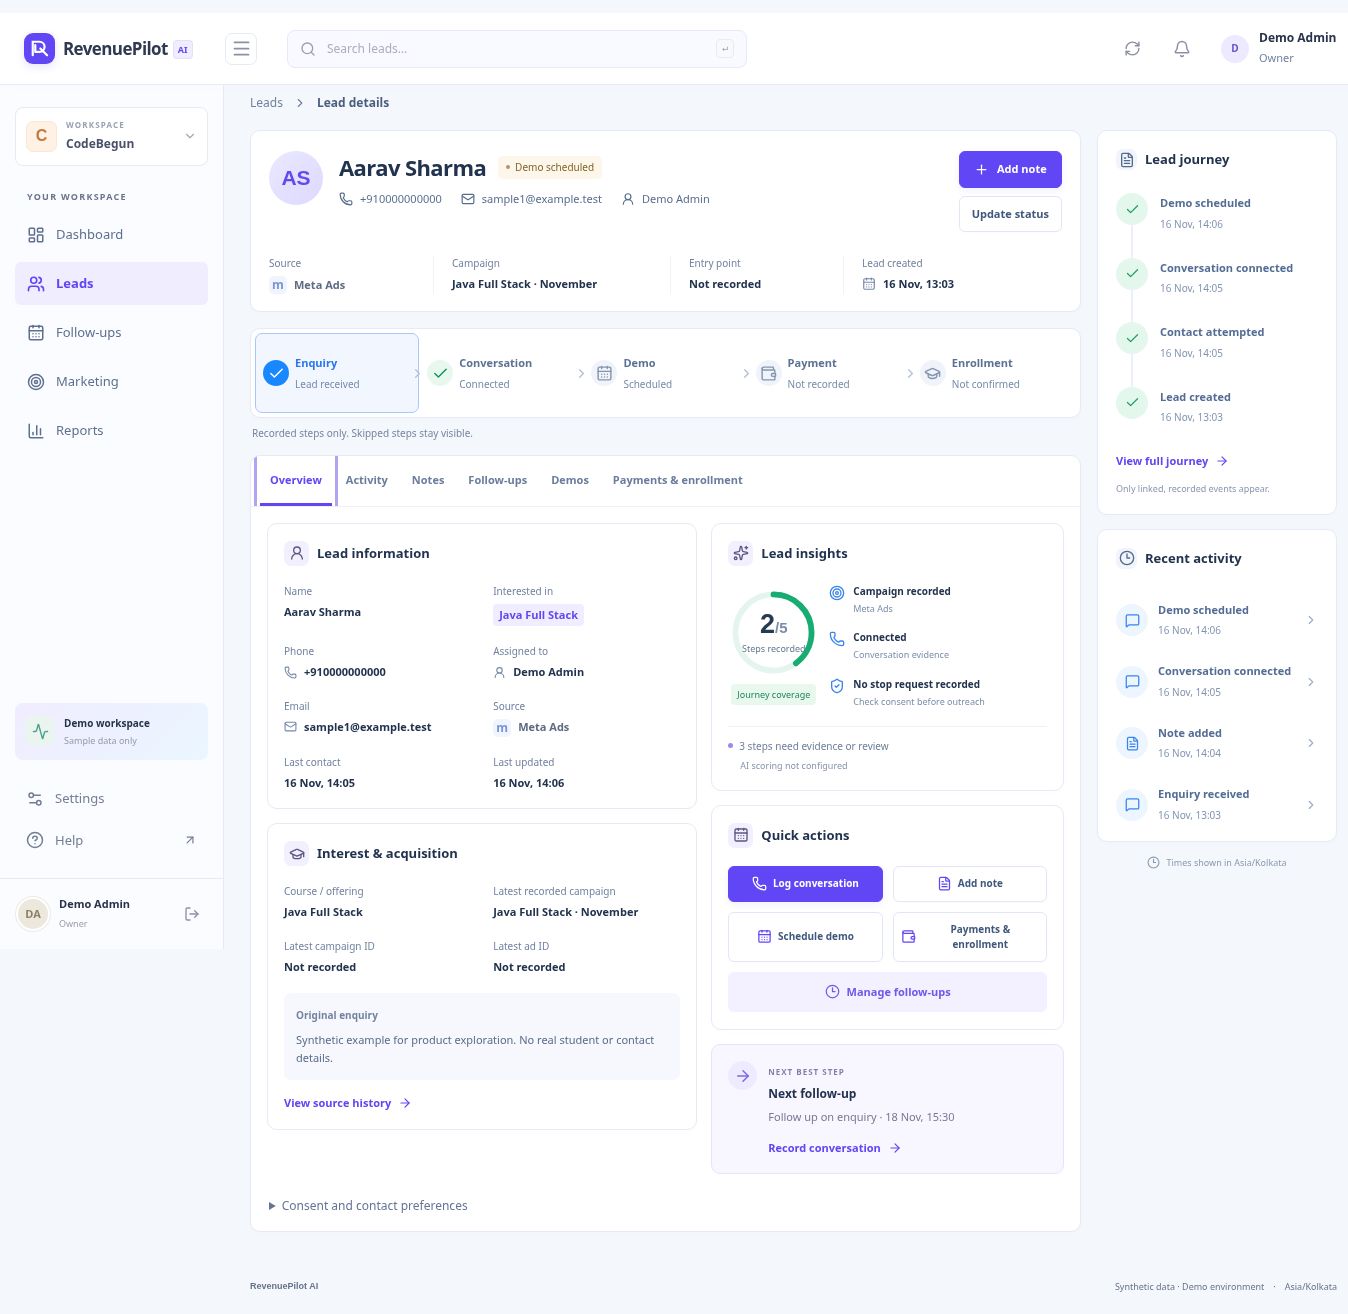 RevenuePilot AI
Search leads...
D
Demo Admin
Owner
C
WORKSPACE
CodeBegun
YOUR WORKSPACE
Dashboard
Leads
Follow-ups
Marketing
Reports
Demo workspace
Sample data only
Settings
Help
DA
Demo Admin
Owner
Leads > Lead details
AS
Aarav Sharma
Demo scheduled
+910000000000
sample1@example.test
Demo Admin
+ Add note
Update status
Source
m Meta Ads
Campaign
Java Full Stack · November
Entry point
Not recorded
Lead created
16 Nov, 13:03
Enquiry
Lead received
Conversation
Connected
Demo
Scheduled
Payment
Not recorded
Enrollment
Not confirmed
Recorded steps only. Skipped steps stay visible.
Overview
Activity
Notes
Follow-ups
Demos
Payments & enrollment
Lead information
Name
Aarav Sharma
Interested in
Java Full Stack
Phone
+910000000000
Assigned to
Demo Admin
Email
sample1@example.test
Source
m Meta Ads
Last contact
16 Nov, 14:05
Last updated
16 Nov, 14:06
Interest & acquisition
Course / offering
Java Full Stack
Latest recorded campaign
Java Full Stack · November
Latest campaign ID
Not recorded
Latest ad ID
Not recorded
Original enquiry
Synthetic example for product exploration. No real student or contact
details.
View source history
Lead insights
2/5
Steps recorded
Journey coverage
Campaign recorded
Meta Ads
Connected
Conversation evidence
No stop request recorded
Check consent before outreach
3 steps need evidence or review
AI scoring not configured
Quick actions
Log conversation
Add note
Schedule demo
Payments &
enrollment
Manage follow-ups
NEXT BEST STEP
Next follow-up
Follow up on enquiry · 18 Nov, 15:30
Record conversation
Consent and contact preferences
Lead journey
Demo scheduled
16 Nov, 14:06
Conversation connected
16 Nov, 14:05
Contact attempted
16 Nov, 14:05
Lead created
16 Nov, 13:03
View full journey
Only linked, recorded events appear.
Recent activity
Demo scheduled
16 Nov, 14:06
Conversation connected
16 Nov, 14:05
Note added
16 Nov, 14:04
Enquiry received
16 Nov, 13:03
Times shown in Asia/Kolkata
RevenuePilot AI
Synthetic data · Demo environment · Asia/Kolkata